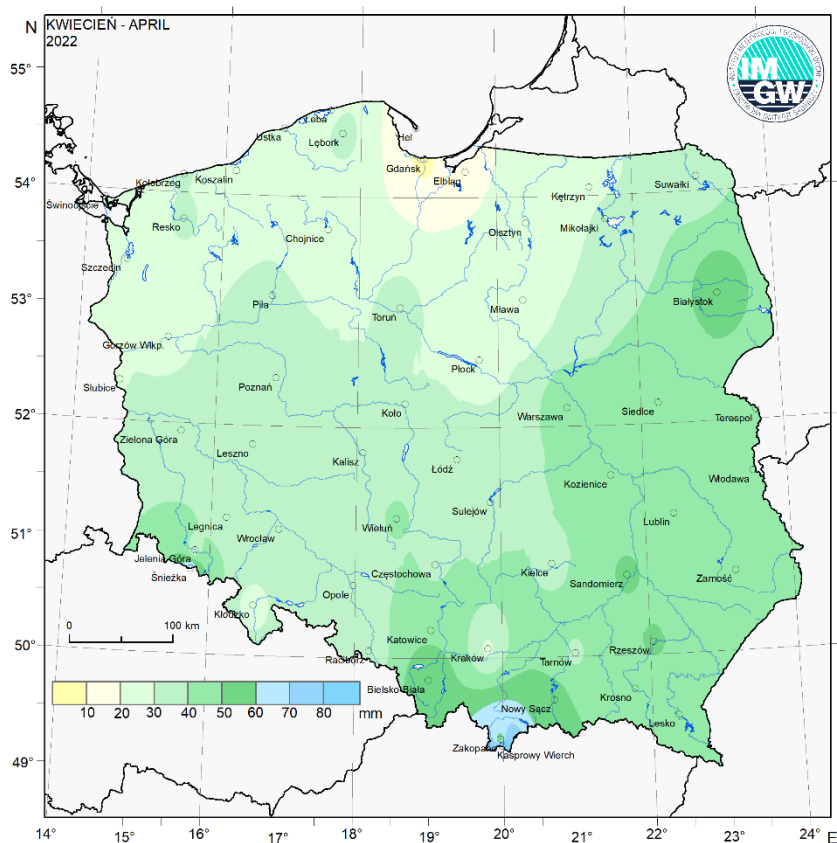 N
KWIECIEŃ - APRIL
2022
IMGW
55°
Łeba
Ustka
Hel
Lębork
Gdańsk
54°
Kołobrzeg
Koszalin
Elbląg
Kętrzyn
Suwałki
Świnoujście
Resko
Chojnice
Olsztyn
Mikołajki
Szczecin
53°
Piła
Toruń
Mława
Białystok
Gorzów Wlkp.
Płock
Słubice
Poznań
52°
Koło
Warszawa
Siedlce
Terespol
Zielona Góra
Leszno
Kalisz
Łódź
Włodawa
Kozienice
51°
Legnica
Wrocław
Wieluń
Sulejów
Lublin
Jelenia Góra
Śnieżka
Częstochowa
Kielce
Sandomierz
Zamość
Opole
Kłodzko
0
100 km
50°
Katowice
Kraków
Rzeszów
Racibórz
Tarnów
Bielsko-Biała
Krosno
Nowy Sącz
Lesko
10 20 30 40 50 60 70 80 mm
49°
Zakopane
Kasprowy Wierch
14° 15° 16° 17° 18° 19° 20° 21° 22° 23° 24° E